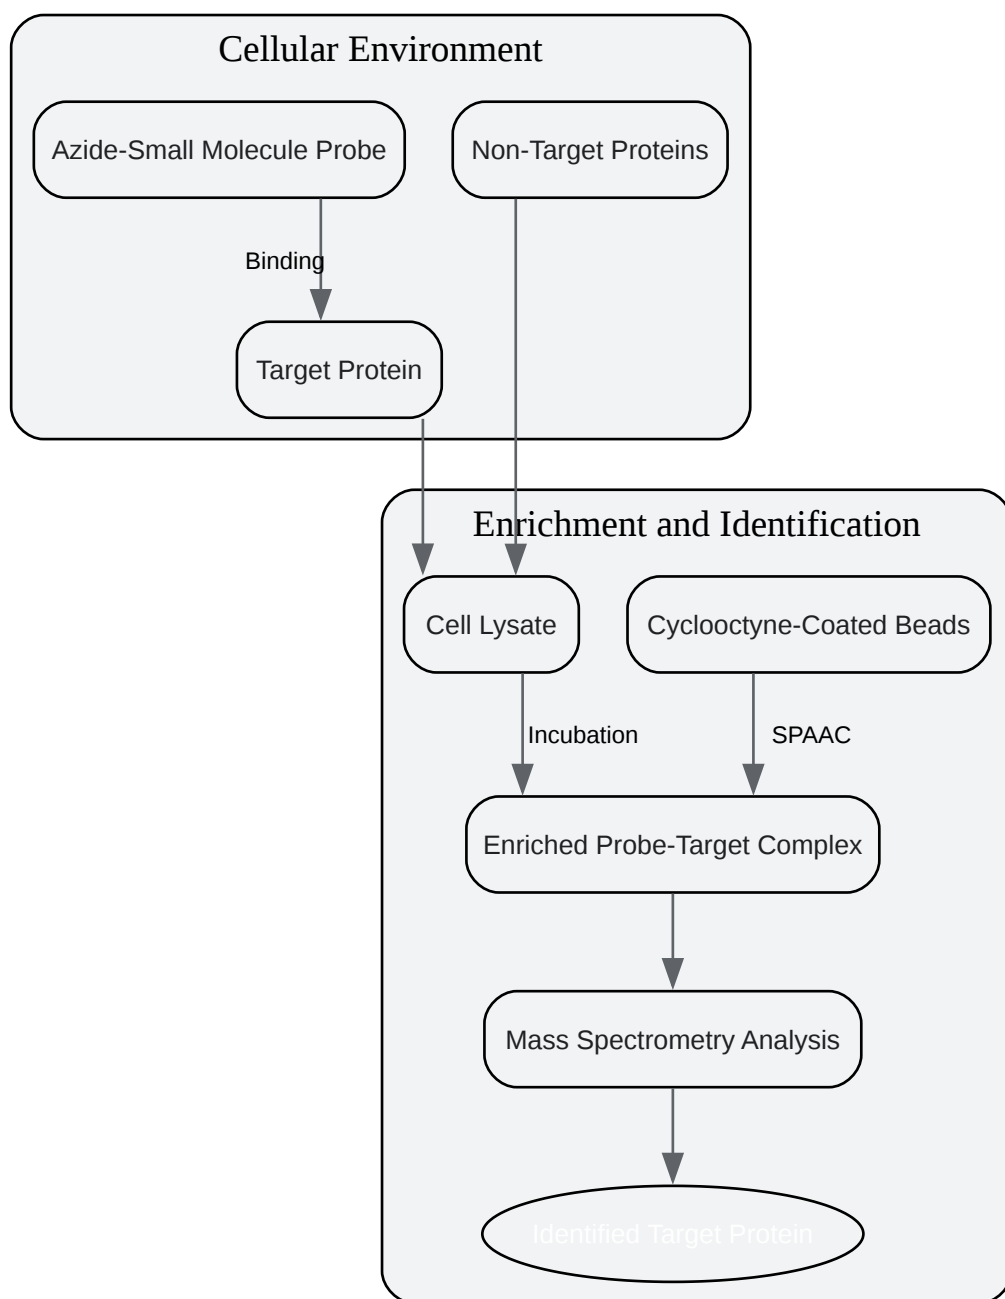 Cellular Environment
Azide-Small Molecule Probe
Non-Target Proteins
Binding
Target Protein
Enrichment and Identification
Cell Lysate
Cyclooctyne-Coated Beads
Incubation
SPAAC
Enriched Probe-Target Complex
Mass Spectrometry Analysis
Identified Target Protein